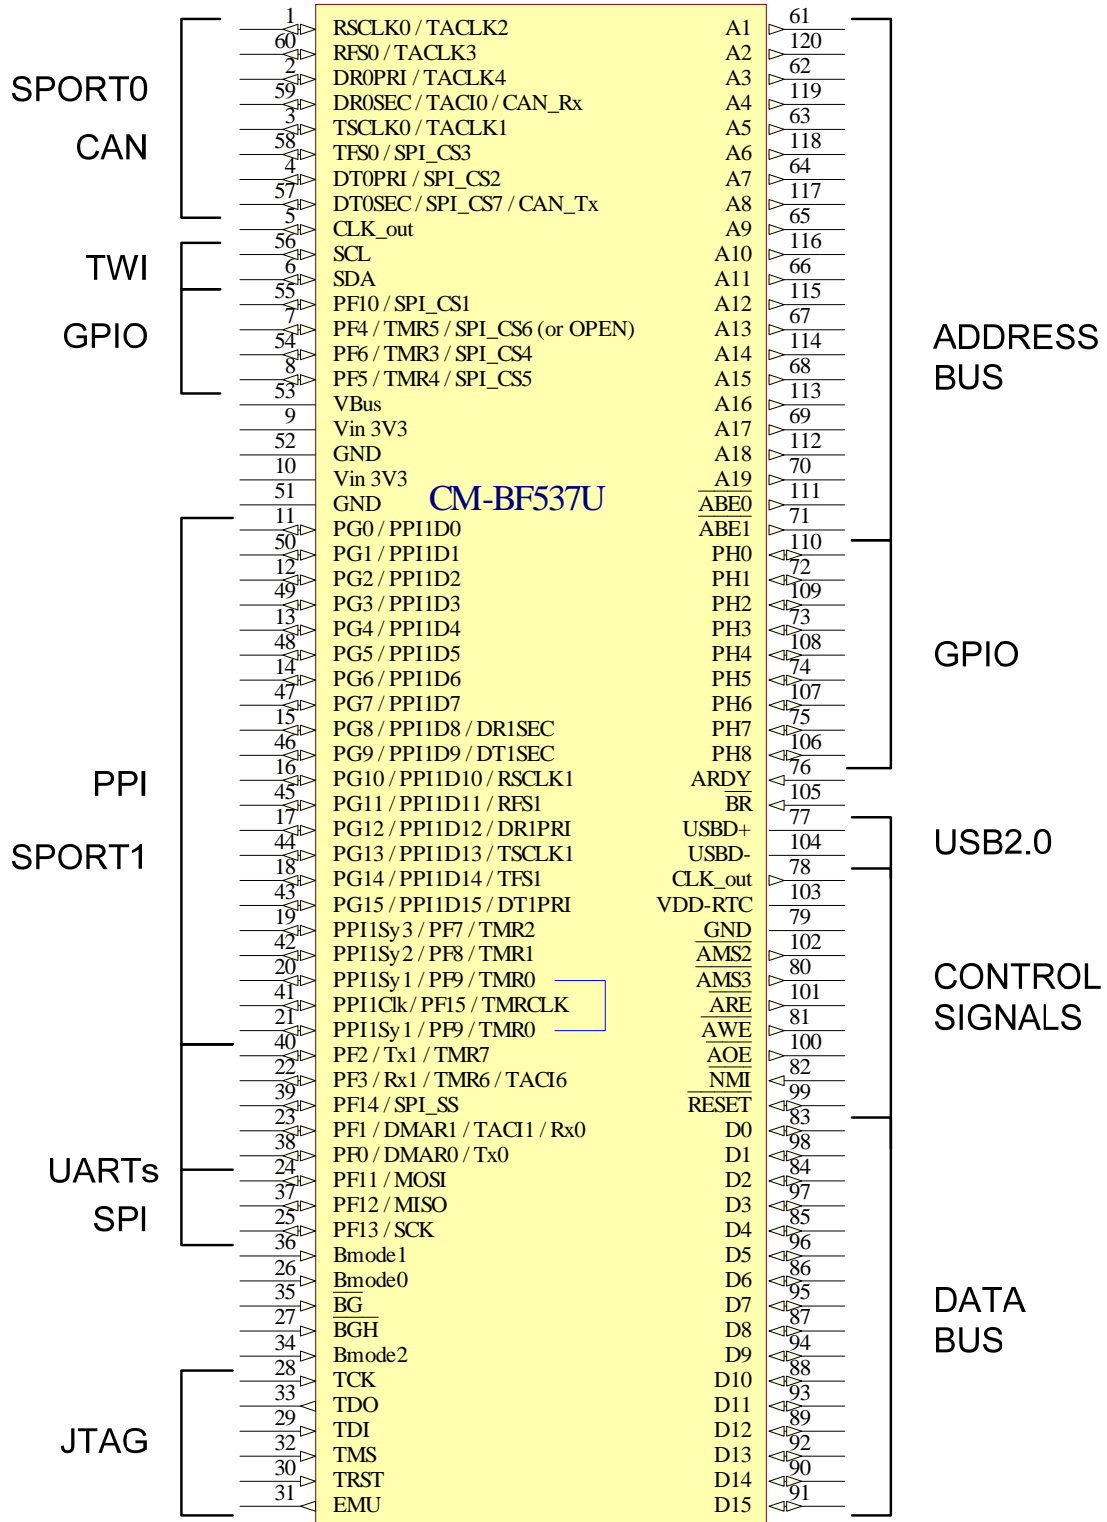 1 RSCLK0 / TACLK2 A1 61
60 RFS0 / TACLK3 A2 120
2 DR0PRI / TACLK4 A3 62
SPORT0
59 DR0SEC / TACI0 / CAN_Rx A4 119
3 TSCLK0 / TACLK1 A5 63
CAN
58 TFS0 / SPI_CS3 A6 118
4 DT0PRI / SPI_CS2 A7 64
57 DT0SEC / SPI_CS7 / CAN_Tx A8 117
5 CLK_out A9 65
56 SCL A10 116
TWI
6 SDA A11 66
55 PF10 / SPI_CS1 A12 115
GPIO
7 PF4 / TMR5 / SPI_CS6 (or OPEN) A13 67
54 PF6 / TMR3 / SPI_CS4 A14 114
ADDRESS
BUS
8 PF5 / TMR4 / SPI_CS5 A15 68
53 VBus A16 113
9 Vin 3V3 A17 69
52 GND A18 112
10 Vin 3V3 A19 70
CM-BF537U
51 GND ABE0 111
11 PG0 / PPI1D0 ABE1 71
50 PG1 / PPI1D1 PH0 110
12 PG2 / PPI1D2 PH1 72
49 PG3 / PPI1D3 PH2 109
13 PG4 / PPI1D4 PH3 73
48 PG5 / PPI1D5 PH4 108
GPIO
14 PG6 / PPI1D6 PH5 74
47 PG7 / PPI1D7 PH6 107
15 PG8 / PPI1D8 / DR1SEC PH7 75
46 PG9 / PPI1D9 / DT1SEC PH8 106
16 PG10 / PPI1D10 / RSCLK1 ARDY 76
PPI
45 PG11 / PPI1D11 / RFS1 BR 105
17 PG12 / PPI1D12 / DR1PRI USBD+ 77
USB2.0
44 PG13 / PPI1D13 / TSCLK1 USBD- 104
SPORT1
18 PG14 / PPI1D14 / TFS1 CLK_out 78
43 PG15 / PPI1D15 / DT1PRI VDD-RTC 103
19 PPI1Sy3 / PF7 / TMR2 GND 79
42 PPI1Sy2 / PF8 / TMR1 AMS2 102
20 PPI1Sy1 / PF9 / TMR0 AMS3 80
CONTROL
SIGNALS
41 PPI1Clk / PF15 / TMRCLK ARE 101
21 PPI1Sy1 / PF9 / TMR0 AWE 81
40 PF2 / Tx1 / TMR7 AOE 100
22 PF3 / Rx1 / TMR6 / TACI6 NMI 82
39 PF14 / SPI_SS RESET 99
23 PF1 / DMAR1 / TACI1 / Rx0 D0 83
38 PF0 / DMAR0 / Tx0 D1 98
UARTs
24 PF11 / MOSI D2 84
37 PF12 / MISO D3 97
SPI
25 PF13 / SCK D4 85
36 Bmode1 D5 96
26 Bmode0 D6 86
35 BG D7 95
DATA
BUS
27 BGH D8 87
34 Bmode2 D9 94
28 TCK D10 88
33 TDO D11 93
29 TDI D12 89
JTAG
32 TMS D13 92
30 TRST D14 90
31 EMU D15 91